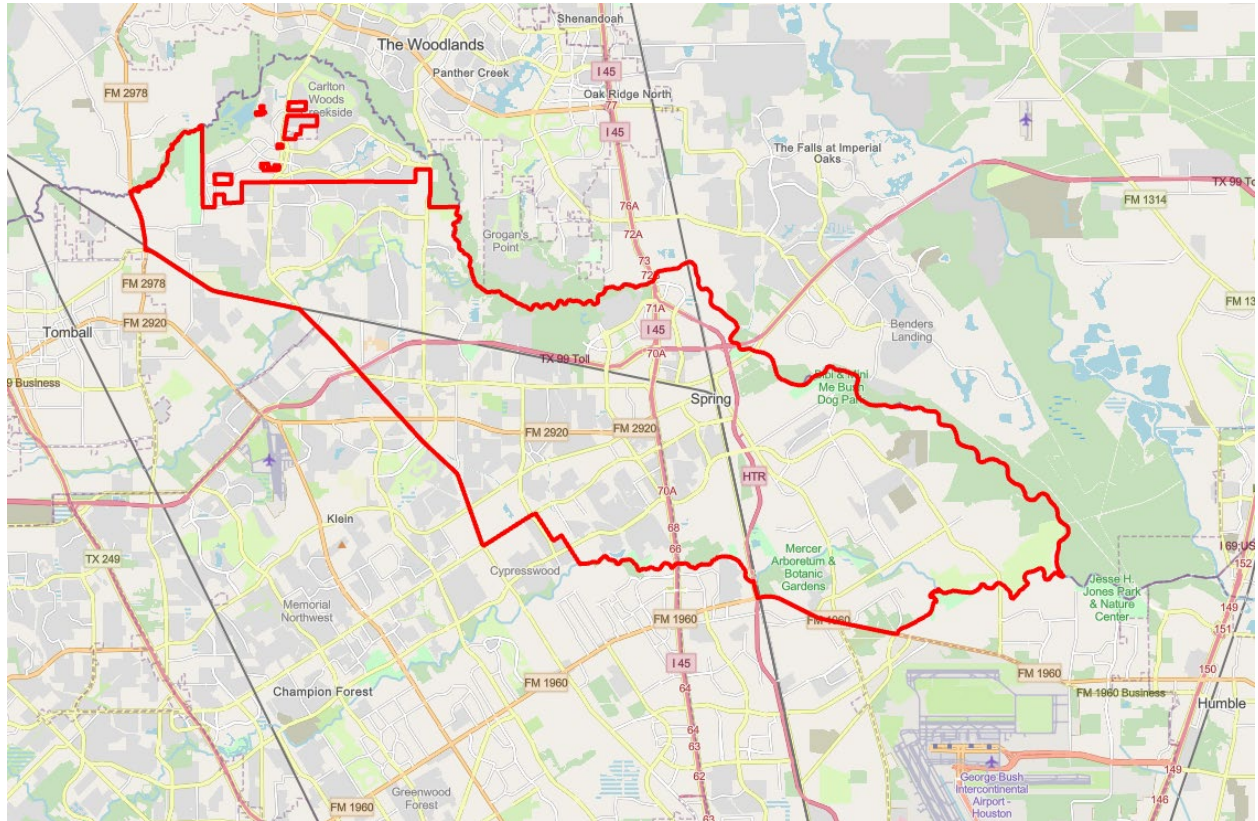 Shenandoah
The Woodlands
I 45
Panther Creek
FM 2978
Carlton
Woods
Creekside
Oak Ridge North
77
I 45
The Falls at Imperial
Oaks
TX 99 To
FM 1314
76A
72A
Grogan's
Point
73
72
FM 2978
71A
FM 1
FM 2920
I 45
Benders
Landing
Tomball
70A
TX 99 Toll
9 Business
Bibi & Mini
Me Bush
Dog Park
Spring
FM 2920
FM 2920
HTR
70A
Klein
68
66
I 69;US
152
TX 249
Mercer
Arboretum &
Botanic
Gardens
Cypresswood
Jesse H.
Jones Park
& Nature
Center
149
151
Memorial
Northwest
FM 1960
FM 1960
I 45
FM 1960
150
FM 1960
Champion Forest
64
FM 1960 Business
Humble
64
63
149
62
George Bush
Intercontinental
Airport -
Houston
Greenwood
Forest
146
FM 1960